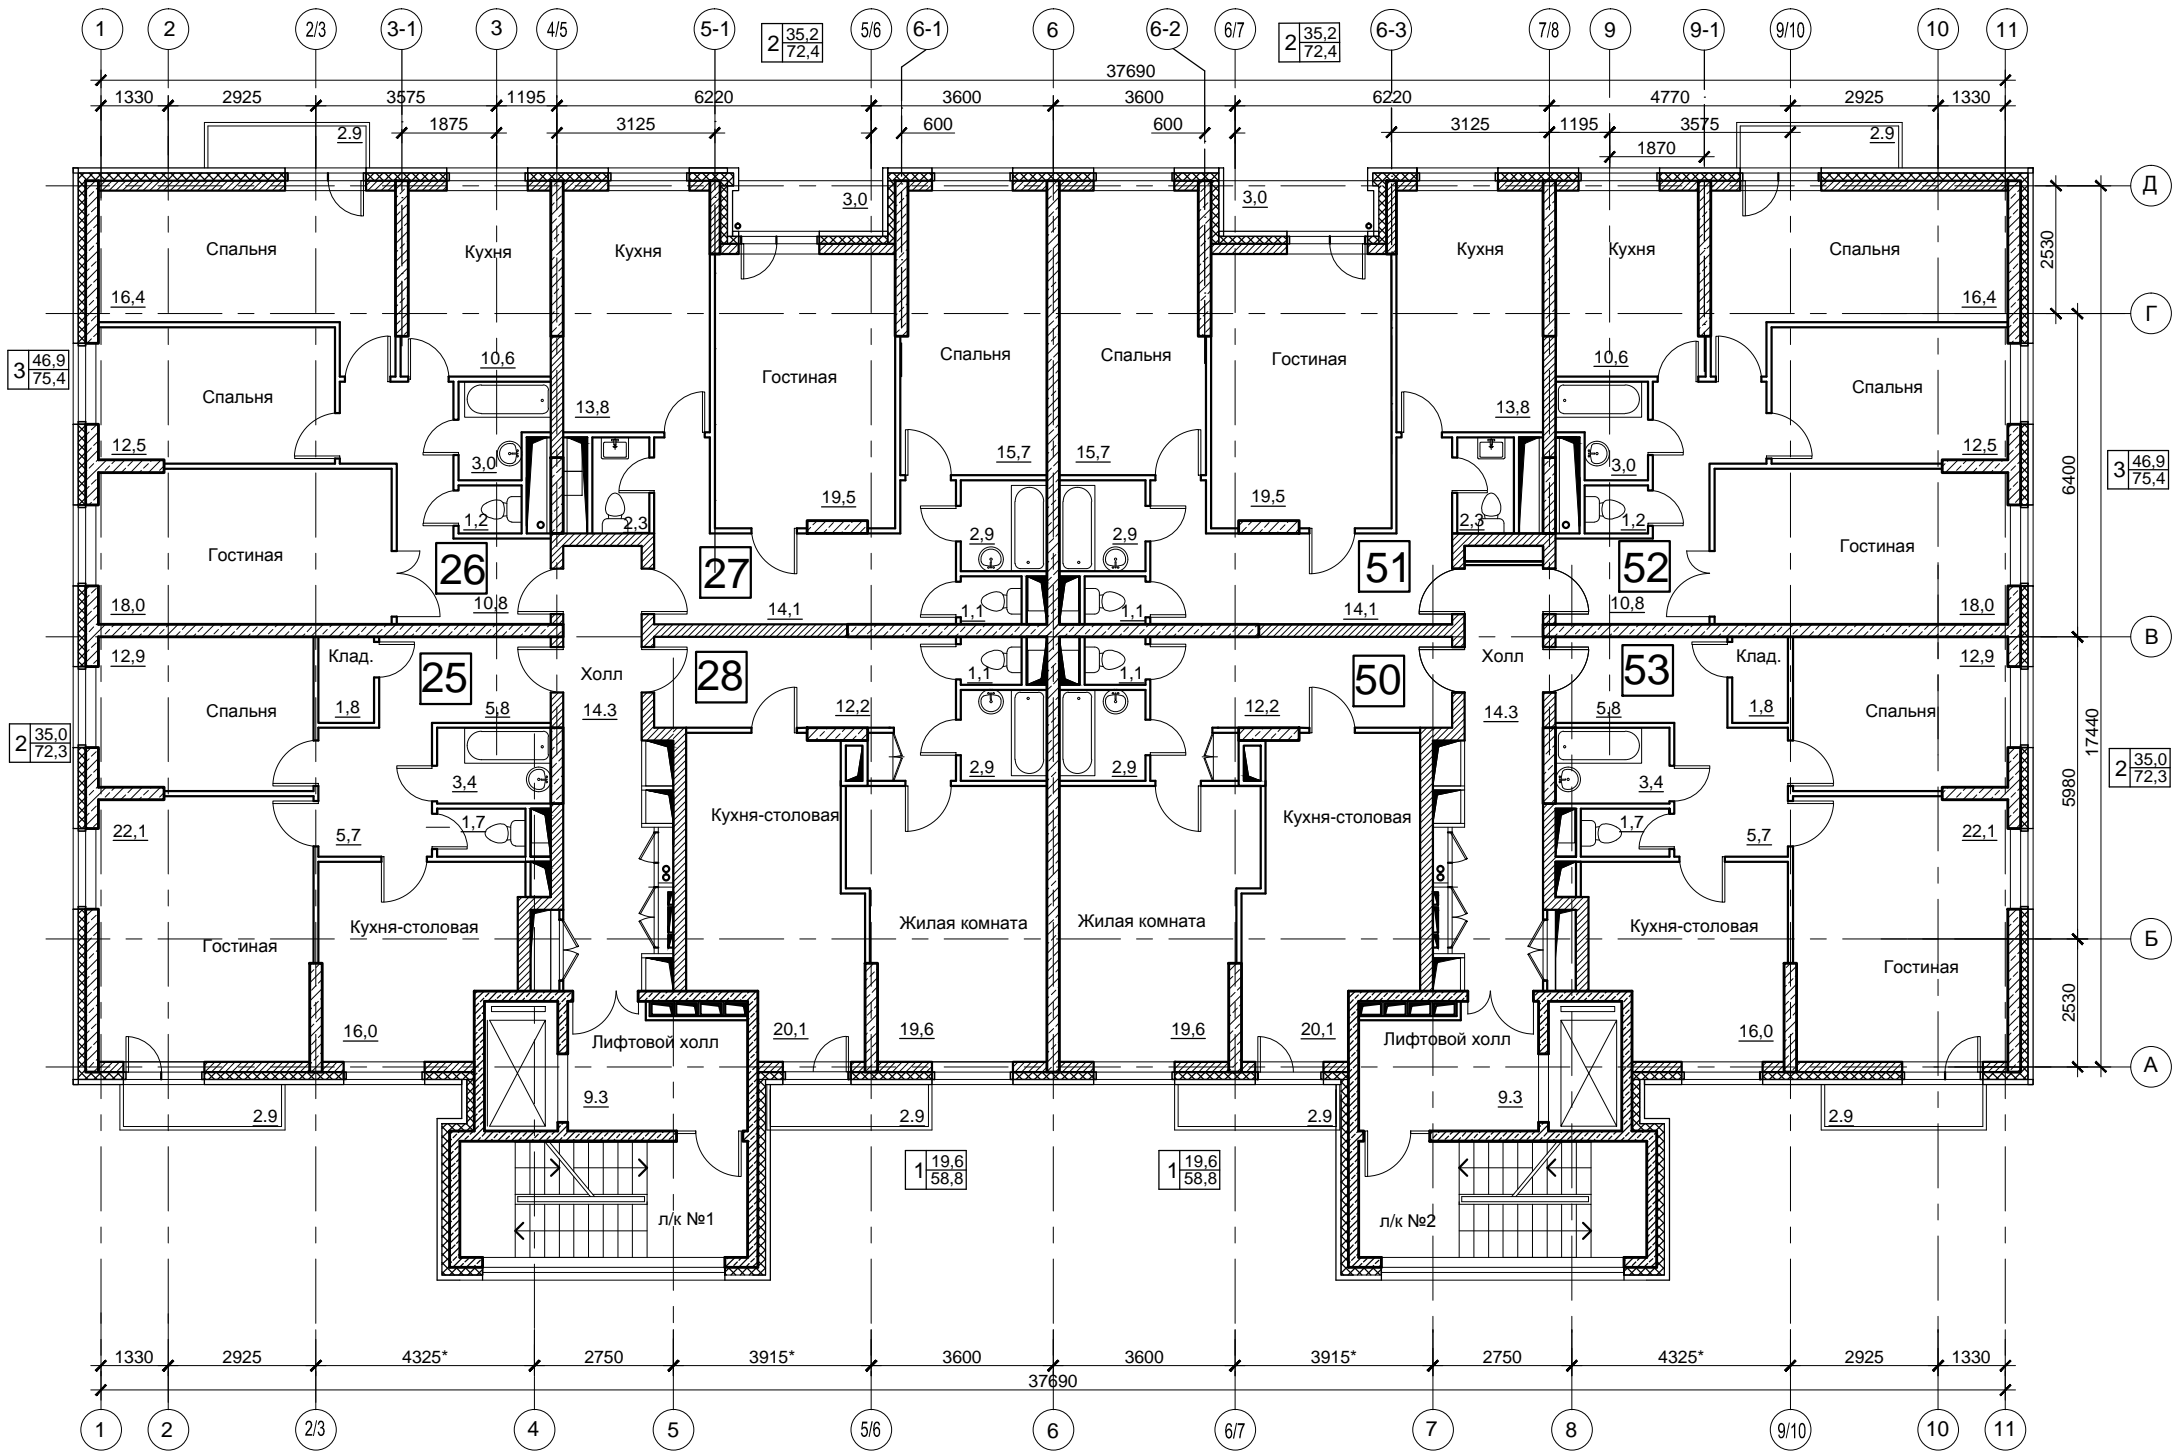 1 2 2/3 3-1 3 4/5 5-1 5/6 6-1 6 6-2 6/7 6-3 7/8 9 9-1 9/10 10 11
2 35,2 72,4
2 35,2 72,4
37690
1330 2925 3575 1195 6220 3600 3600 6220 4770 2925 1330
1875 3125 600 600 3125 1195 3575
2.9 2.9
1870
Д
3,0 3,0
Спальня Кухня Кухня Кухня Кухня Спальня
2530
16,4 16,4
Г
10,6 Спальня Спальня 10,6
Гостиная Гостиная
3 46,9 75,4
Спальня Спальня
13,8 13,8
12,5 12,5
3,0 15,7 15,7 3,0
3 46,9 75,4
6400
19,5 19,5
1,2 2,3 2,3 1,2
2,9 2,9
Гостиная Гостиная
26 27 51 52
18,0 10,8 14,1 1,1 1,1 14,1 10,8 18,0
В
12,9 Клад. Холл Холл Клад. 12,9
25 28 1,1 1,1 50 53
Спальня 1,8 5,8 14.3 12,2 12,2 14.3 5,8 1,8 Спальня
17440
2 35,0 72,3
2 35,0 72,3
3,4 2,9 2,9 3,4
5980
Кухня-столовая Кухня-столовая
22,1 5,7 1,7 1,7 5,7 22,1
Жилая комната Жилая комната
Кухня-столовая Кухня-столовая
Гостиная Б
Гостиная
2530
16,0 20,1 19,6 19,6 20,1 16,0
Лифтовой холл Лифтовой холл
А
9.3 9.3
2.9 2.9 2.9 2.9
1 19,6 58,8
1 19,6 58,8
л/к №1 л/к №2
1330 2925 4325* 2750 3915* 3600 3600 3915* 2750 4325* 2925 1330
37690
1 2 2/3 4 5 5/6 6 6/7 7 8 9/10 10 11